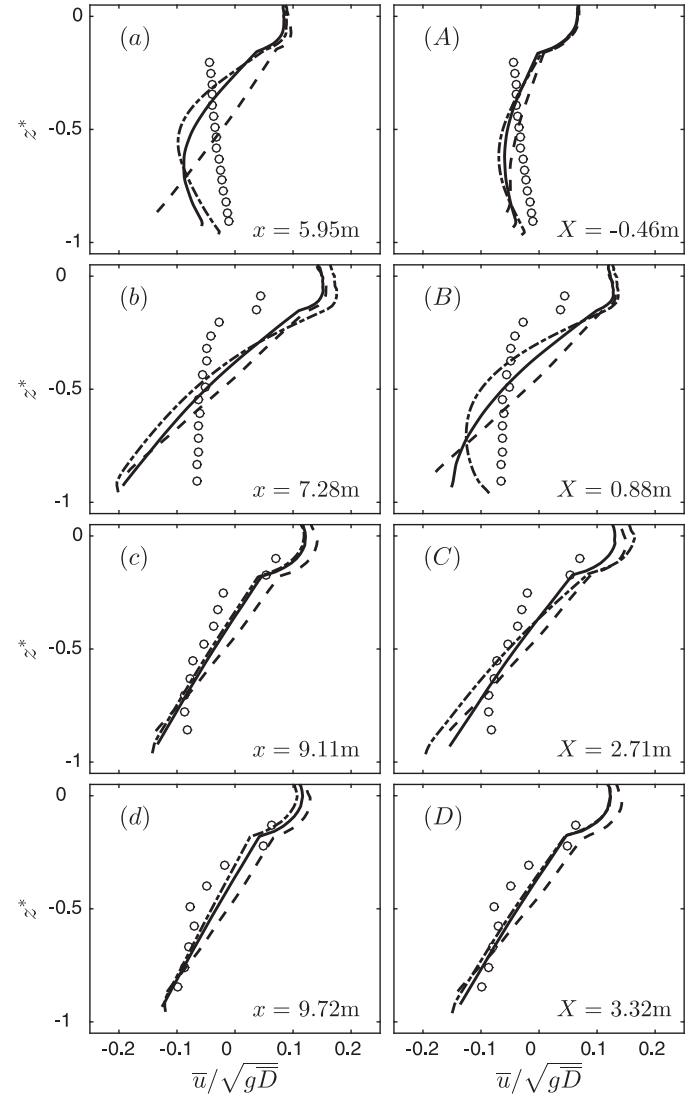 0
(a)
(A)
z*
-0.5
-1
x = 5.95m
X = -0.46m
0
(b)
(B)
z*
-0.5
-1
x = 7.28m
X = 0.88m
0
(c)
(C)
z*
-0.5
-1
x = 9.11m
X = 2.71m
0
(d)
(D)
z*
-0.5
-1
x = 9.72m
X = 3.32m
-0.2 -0.1 0 0.1 0.2 -0.2 -0.1 0 0.1 0.2
u̅/√gD̅ u̅/√gD̅